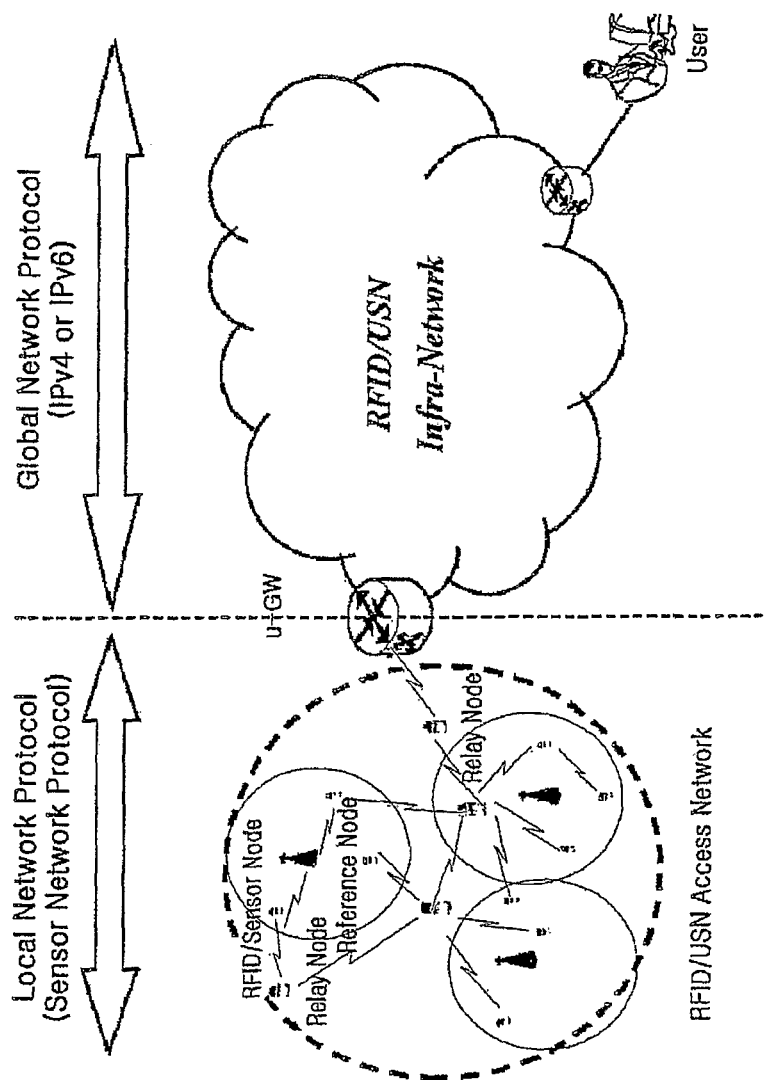 Local Network Protocol
(Sensor Network Protocol)
Global Network Protocol
(IPv4 or IPv6)
u-GW
RFID/Sensor Node
Relay Node
Reference Node
Relay Node
RFID/USN
Infra-Network
User
RFID/USN Access Network